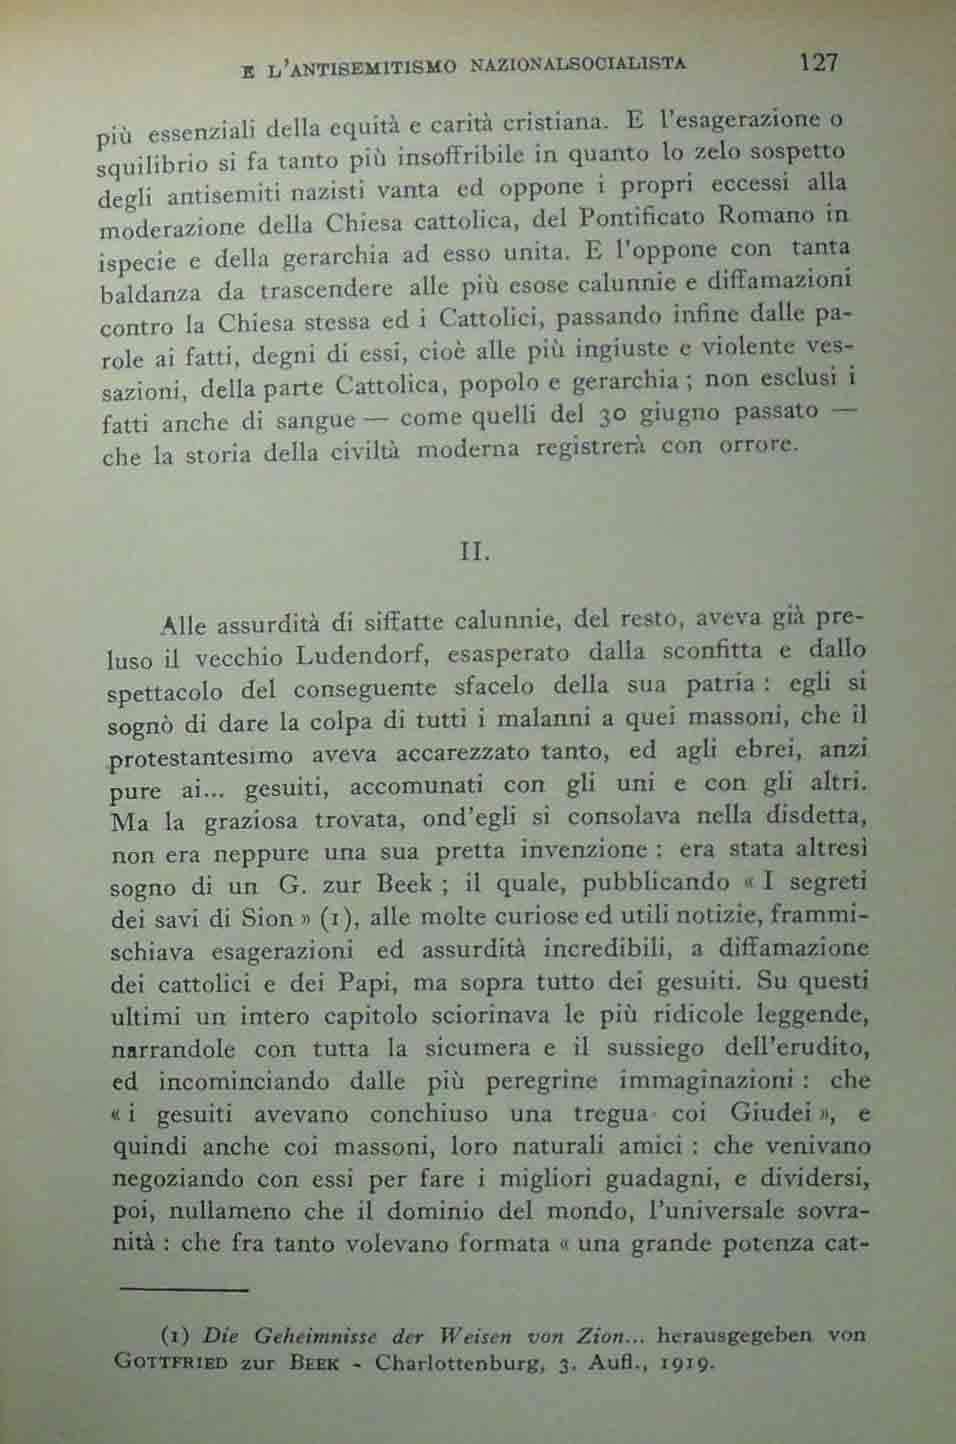 E L'ANTISEMITISMO NAZIONALSOCIALISTA 127
più essenziali della equità e carità cristiana. E l'esagerazione o
squilibrio si fa tanto più insoffribile in quanto lo zelo sospetto
degli antisemiti nazisti vanta ed oppone i propri eccessi alla
moderazione della Chiesa cattolica, del Pontificato Romano in
ispecie e della gerarchia ad esso unita. E l'oppone con tanta
baldanza da trascendere alle più esose calunnie e diffamazioni
contro la Chiesa stessa ed i Cattolici, passando infine dalle pa-
role ai fatti, degni di essi, cioè alle più ingiuste e violente ves-
sazioni, della parte Cattolica, popolo e gerarchia ; non esclusi i
fatti anche di sangue — come quelli del 30 giugno passato —
che la storia della civiltà moderna registrerà con orrore.
II.
Alle assurdità di siffatte calunnie, del resto, aveva già pre-
luso il vecchio Ludendorf, esasperato dalla sconfitta e dallo
spettacolo del conseguente sfacelo della sua patria : egli si
sognò di dare la colpa di tutti i malanni a quei massoni, che il
protestantesimo aveva accarezzato tanto, ed agli ebrei, anzi
pure ai... gesuiti, accomunati con gli uni e con gli altri.
Ma la graziosa trovata, ond'egli si consolava nella disdetta,
non era neppure una sua pretta invenzione : era stata altresì
sogno di un G. zur Beek ; il quale, pubblicando « I segreti
dei savi di Sion » (1), alle molte curiose ed utili notizie, frammi-
schiava esagerazioni ed assurdità incredibili, a diffamazione
dei cattolici e dei Papi, ma sopra tutto dei gesuiti. Su questi
ultimi un intero capitolo sciorinava le più ridicole leggende,
narrandole con tutta la sicumera e il sussiego dell'erudito,
ed incominciando dalle più peregrine immaginazioni : che
« i gesuiti avevano conchiuso una tregua coi Giudei », e
quindi anche coi massoni, loro naturali amici : che venivano
negoziando con essi per fare i migliori guadagni, e dividersi,
poi, nullameno che il dominio del mondo, l'universale sovra-
nità : che fra tanto volevano formata « una grande potenza cat-
(1) Die Geheimnisse der Weisen von Zion... herausgegeben von
GOTTFRIED zur BEEK - Charlottenburg, 3. Aufl., 1919.